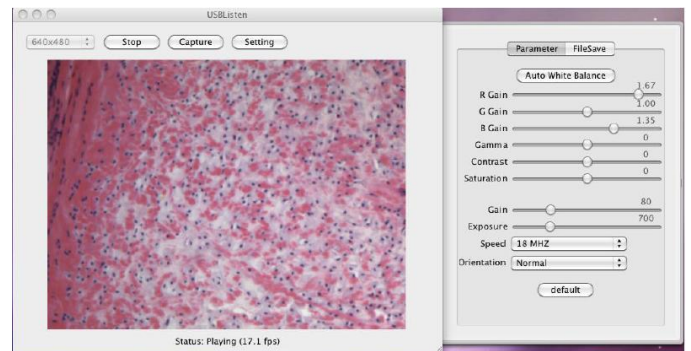 USBListen
640x480 Stop Capture Setting
Status: Playing (17.1 fps)
Parameter FileSave
Auto White Balance
R Gain 1.67
G Gain 1.00
B Gain 1.35
Gamma 0
Contrast 0
Saturation 0
Gain 80
Exposure 700
Speed 18 MHZ
Orientation Normal
default